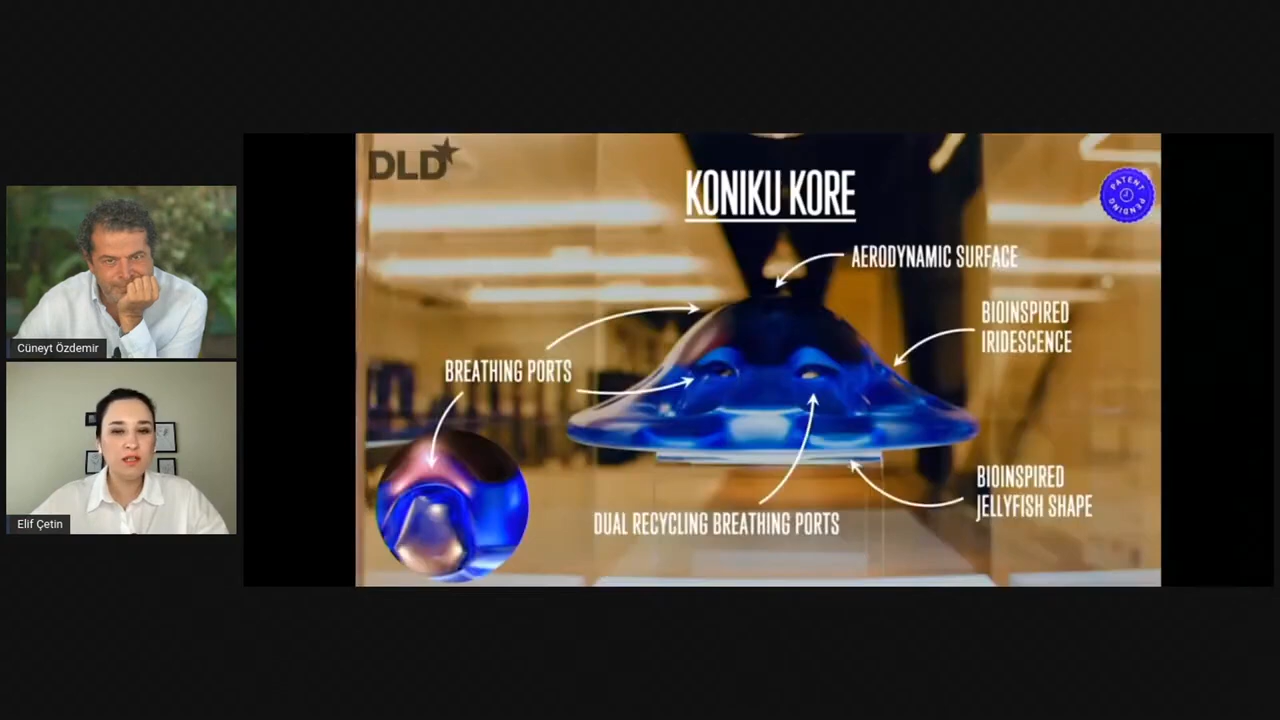 DLD
KONIKU KORE
PATENT
PENDING
AERODYNAMIC SURFACE
BIOINSPIRED
IRIDESCENCE
BREATHING PORTS
BIOINSPIRED
JELLYFISH SHAPE
DUAL RECYCLING BREATHING PORTS
Cüneyt Özdemir
Elif Çetin